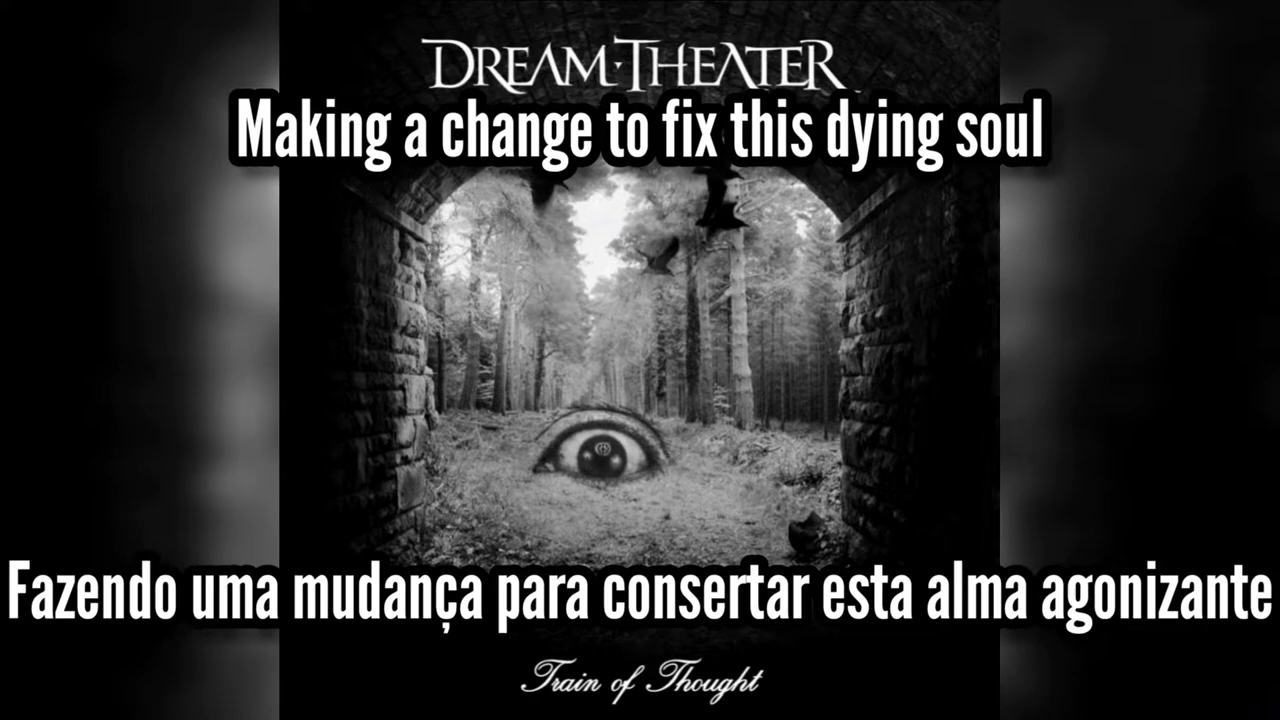 DREAM THEATER
Making a change to fix this dying soul
Fazendo uma mudança para consertar esta alma agonizante
Train of Thought